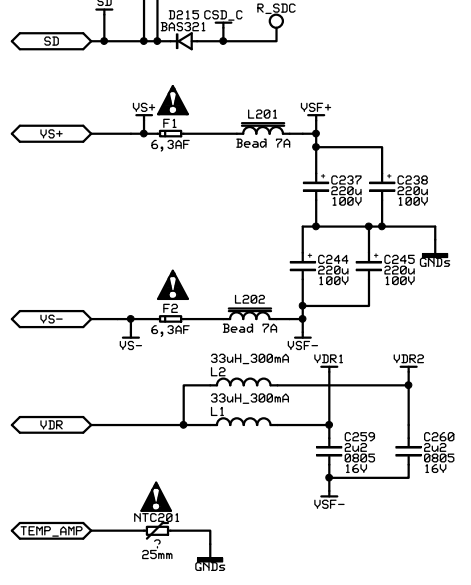 SD
D215 CSD_C R_SDC
BAS321
SD
VS+ F1 L201 VSF+
VS+
6,3AF Bead 7A
C237 C238
220u 220u
100V 100V
C244 C245
220u 220u GNDs
100V 100V
L202
VS- F2
6,3AF Bead 7A
VS- VSF-
33uH_300mA VDR1 VDR2
L2
33uH_300mA
L1
VDR
C259 C260
2u2 2u2
0805 0805
16V 16V
VSF-
NTC201
TEMP_AMP
?
25mm
GNDs